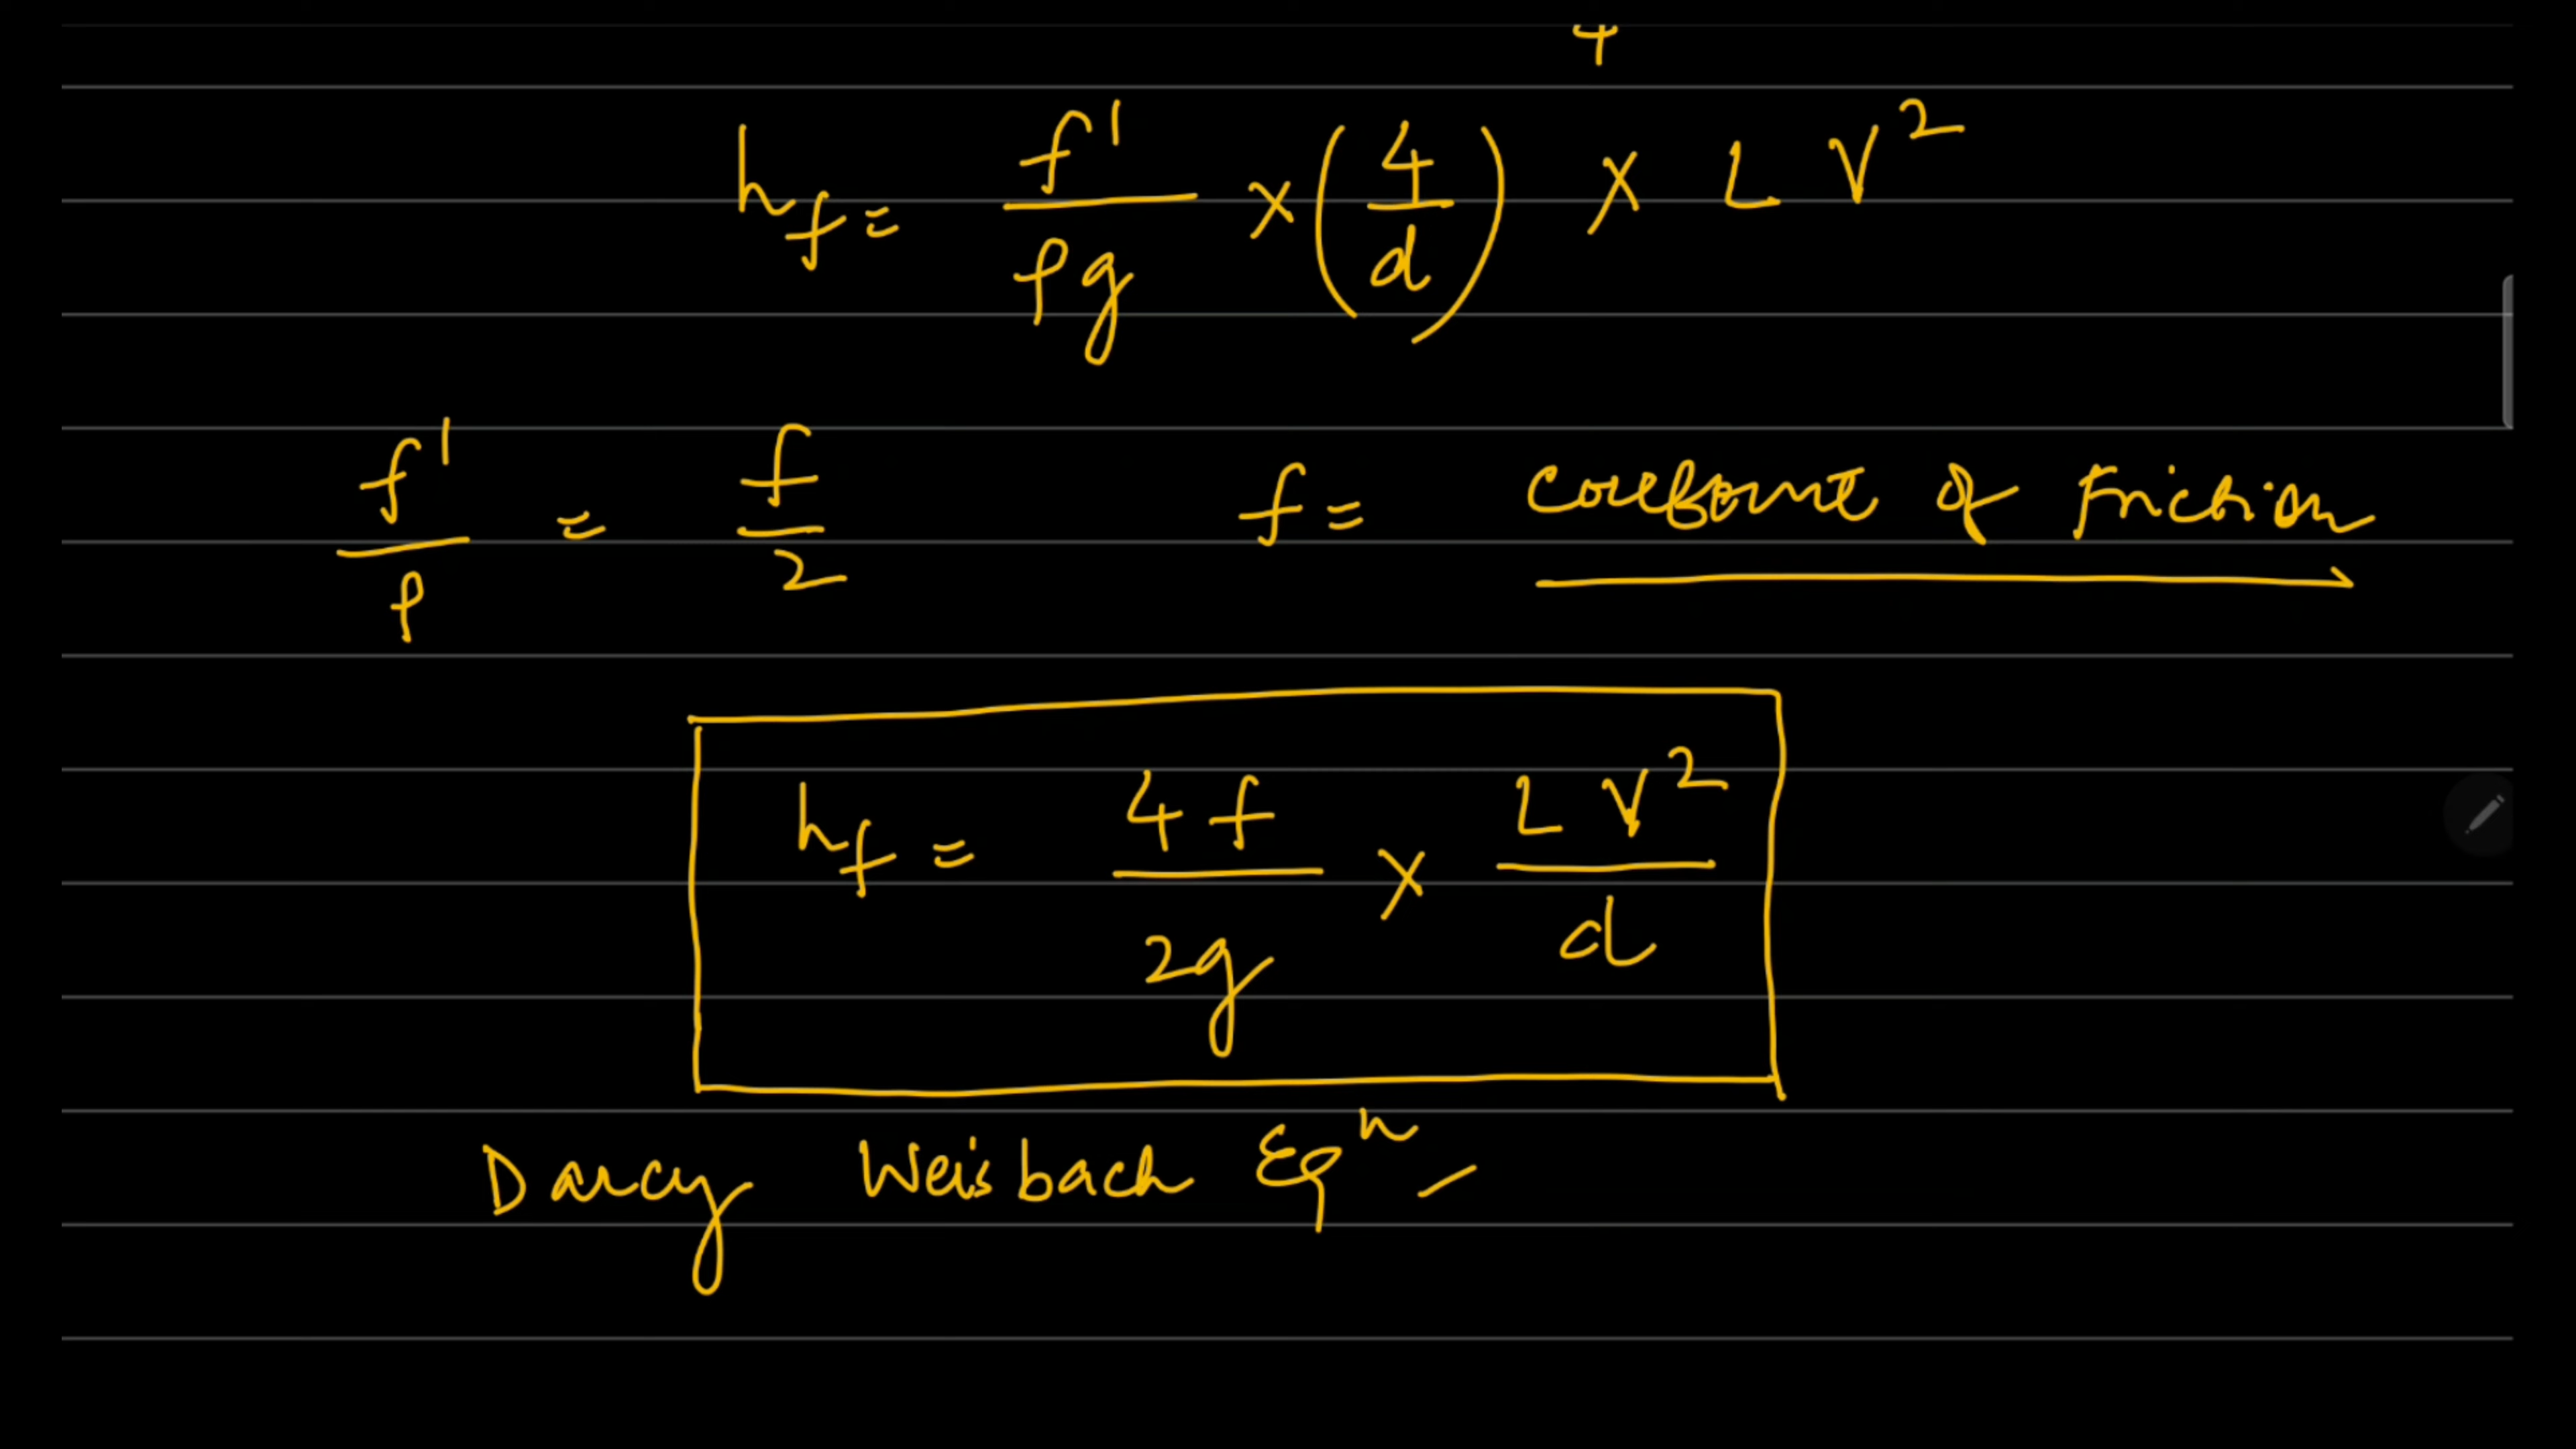 4
h_f = f'/ρg × (4/d) × L V²
f'/ρ = f/2 f = Coefficient of Friction
h_f = 4f/2g × L V²/d
Darcy Weisbach Eqⁿ -